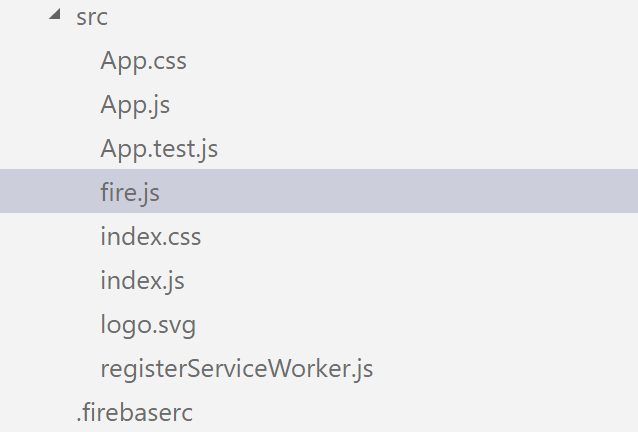 src
App.css
App.js
App.test.js
fire.js
index.css
index.js
logo.svg
registerServiceWorker.js
.firebaserc